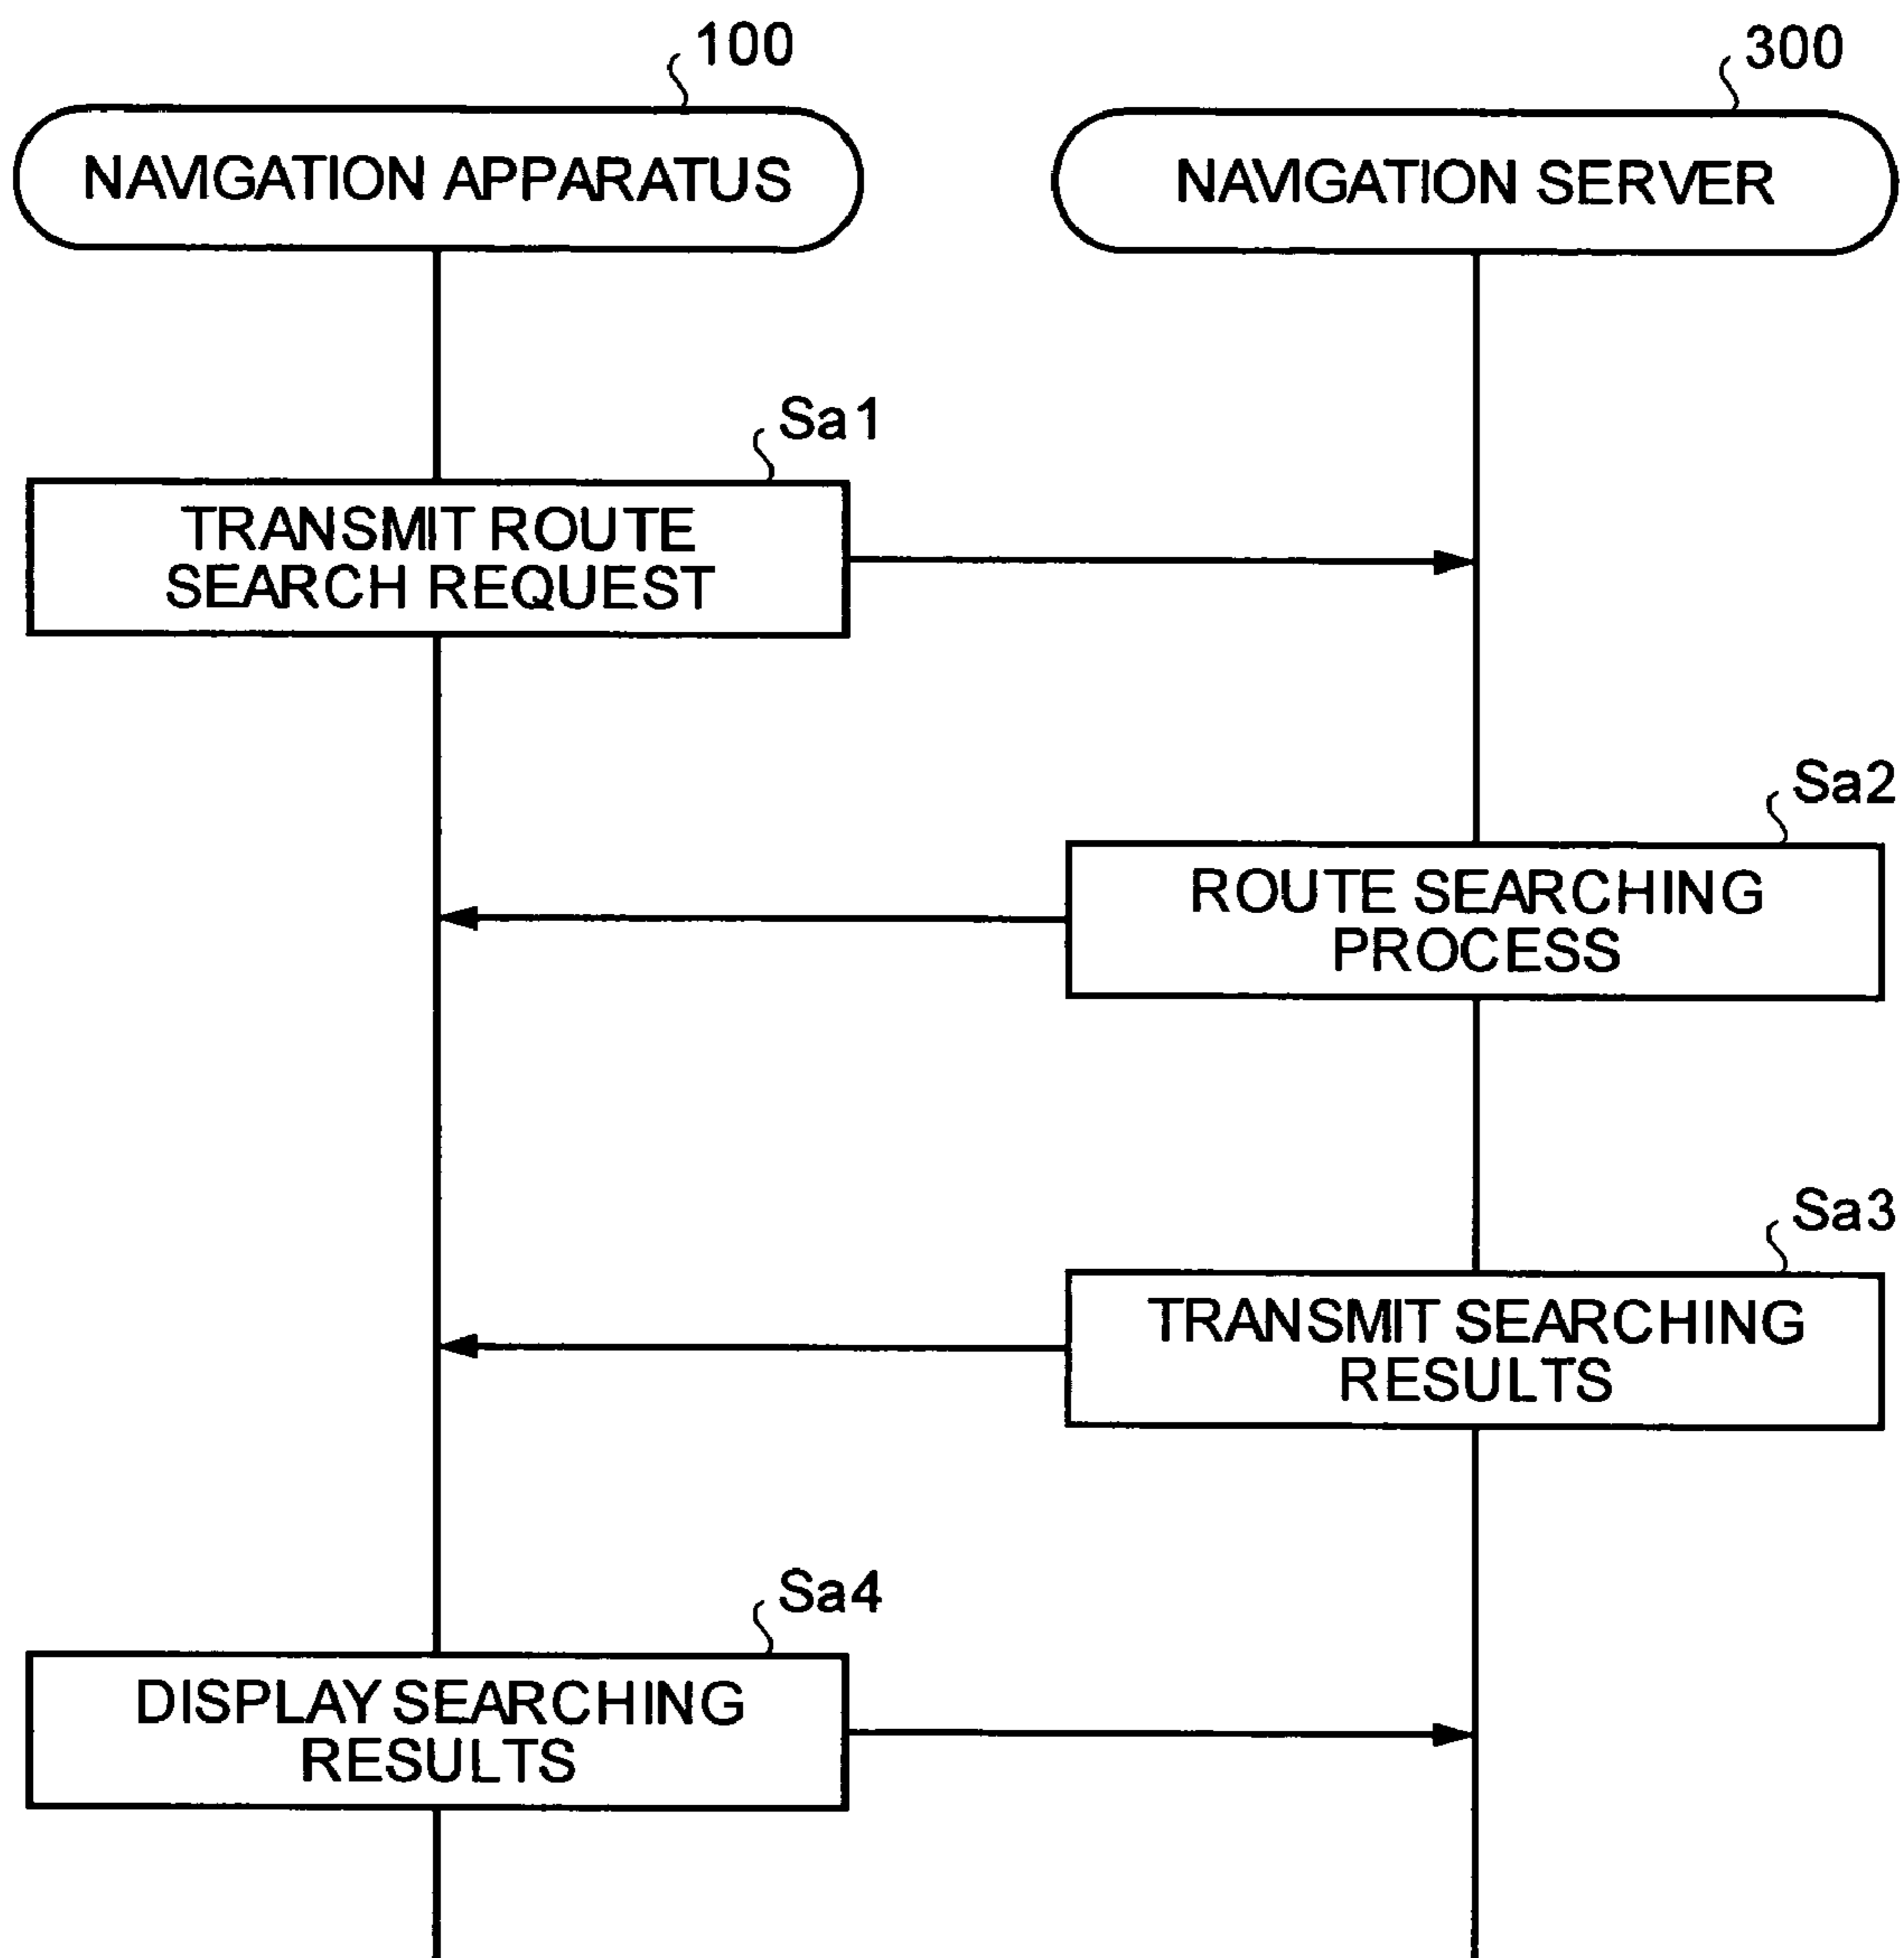 100
300
NAVIGATION APPARATUS
NAVIGATION SERVER
Sa1
TRANSMIT ROUTE
SEARCH REQUEST
Sa2
ROUTE SEARCHING
PROCESS
Sa3
TRANSMIT SEARCHING
RESULTS
Sa4
DISPLAY SEARCHING
RESULTS